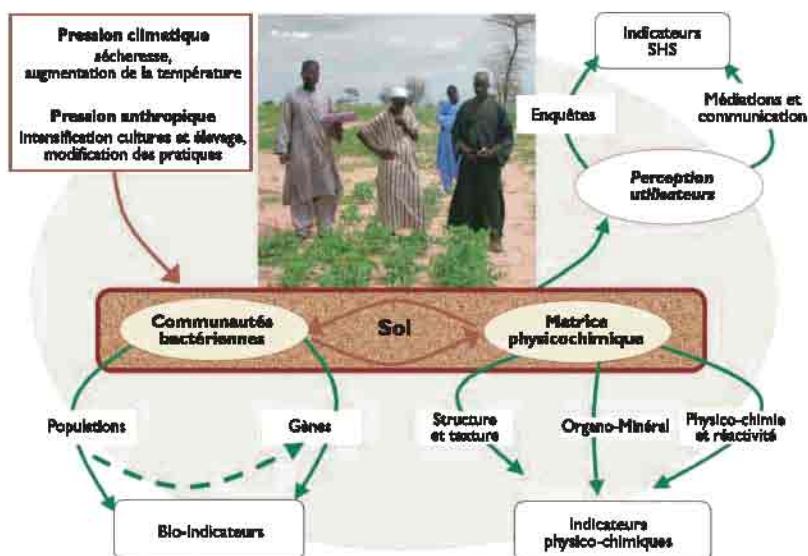 Pression climatique
sécheresse,
augmentation de la température
Pression anthropique
intensification cultures et élevage,
modification des pratiques
Indicateurs
SHS
Enquêtes
Médiations et
communication
Perception
utilisateurs
Communautés
bactériennes
Sol
Matrice
physicochimique
Populations
Gènes
Structure
et texture
Organo-Minéral
Physico-chimie
et réactivité
Bio-indicateurs
Indicateurs
physico-chimiques